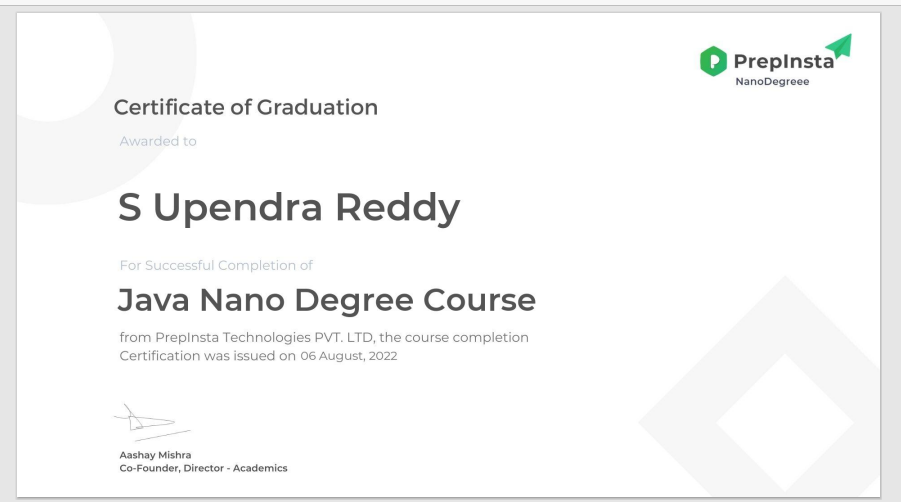 PrepInsta
NanoDegreee
Certificate of Graduation
Awarded to
S Upendra Reddy
For Successful Completion of
Java Nano Degree Course
from PrepInsta Technologies PVT. LTD, the course completion
Certification was issued on 06 August, 2022
Aashay Mishra
Co-Founder, Director - Academics